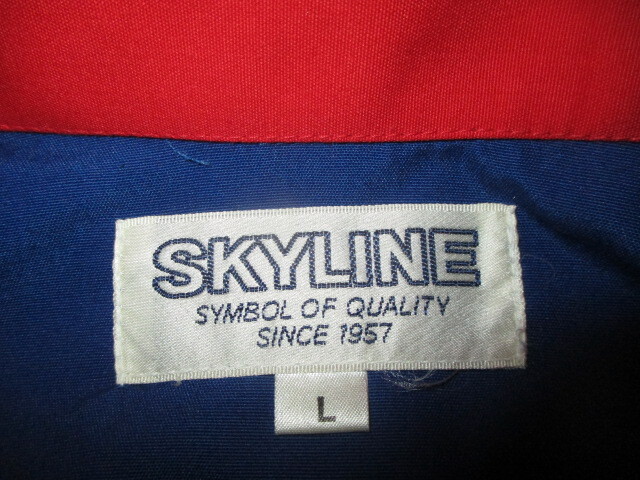 SKYLINE
SYMBOL OF QUALITY
SINCE 1957
L